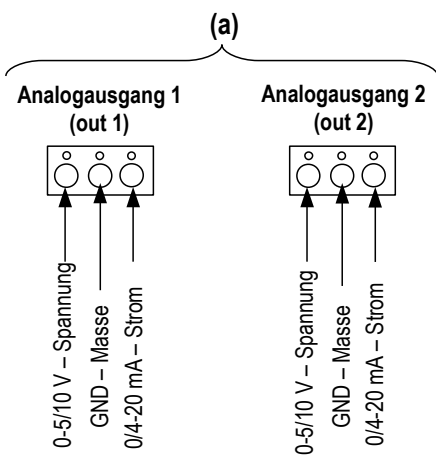 (a)
Analogausgang 1
(out 1)
0-5/10 V – Spannung
GND – Masse
0/4-20 mA – Strom
Analogausgang 2
(out 2)
0-5/10 V – Spannung
GND – Masse
0/4-20 mA – Strom